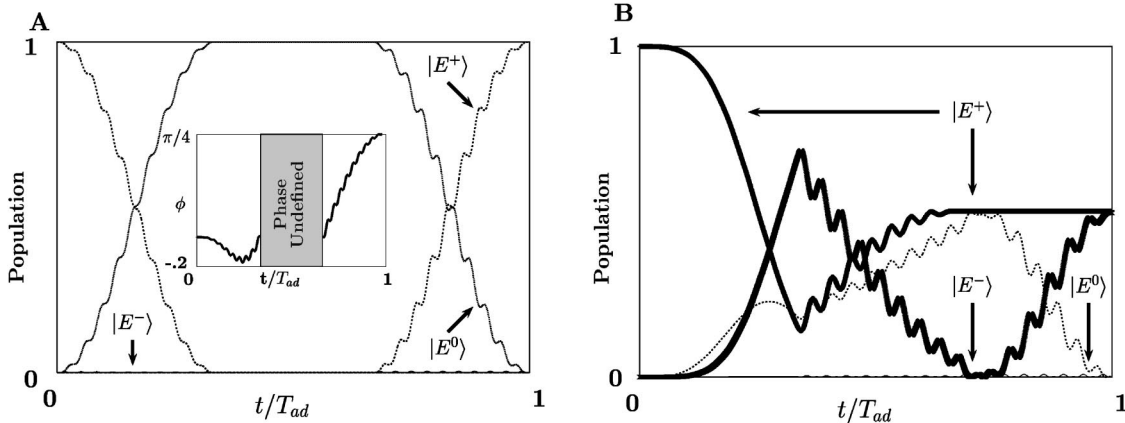 A
1
|E⁺⟩
π/4
Phase
Undefined
ϕ
-.2
0
t/T_ad
1
Population
|E⁻⟩
|E⁰⟩
0
0
t/T_ad
1
B
1
|E⁺⟩
Population
|E⁻⟩
|E⁰⟩
0
0
t/T_ad
1